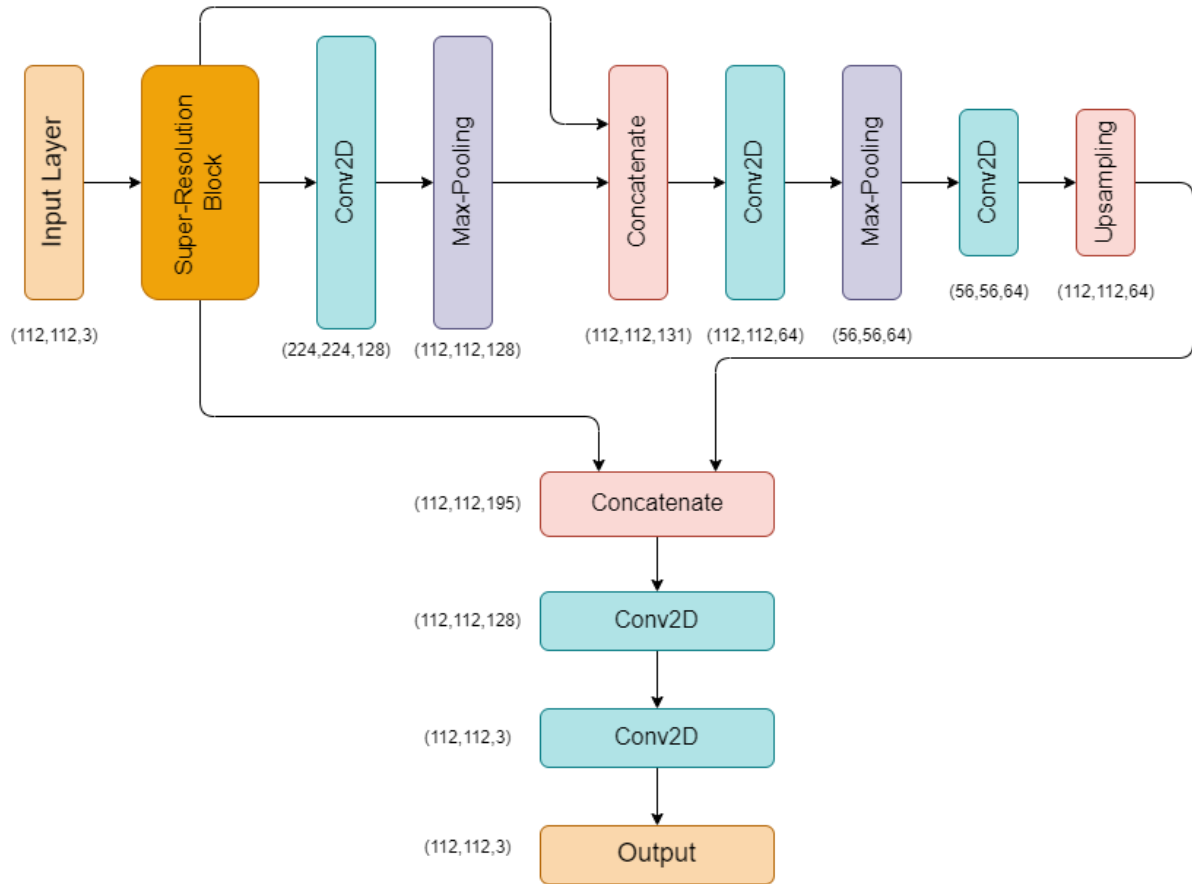 Input Layer
Super-Resolution
Block
Conv2D
Max-Pooling
Concatenate
Conv2D
Max-Pooling
Conv2D
Upsampling
(112,112,3)
(224,224,128)
(112,112,128)
(112,112,131)
(112,112,64)
(56,56,64)
(56,56,64)
(112,112,64)
(112,112,195)
Concatenate
(112,112,128)
Conv2D
(112,112,3)
Conv2D
(112,112,3)
Output